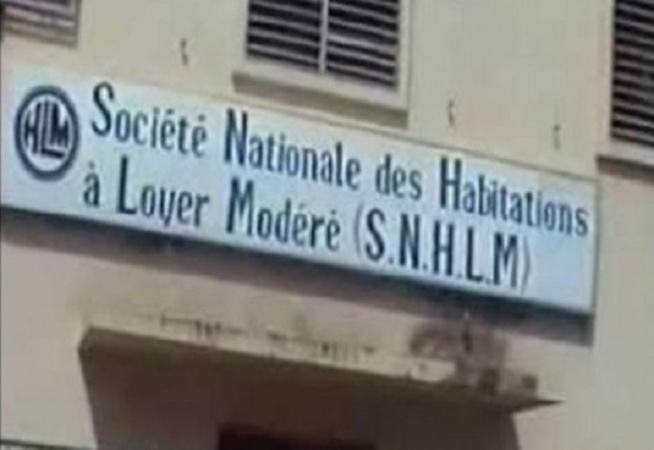 HLM
Société Nationale des Habitations
à Loyer Modéré (S.N.H.L.M)